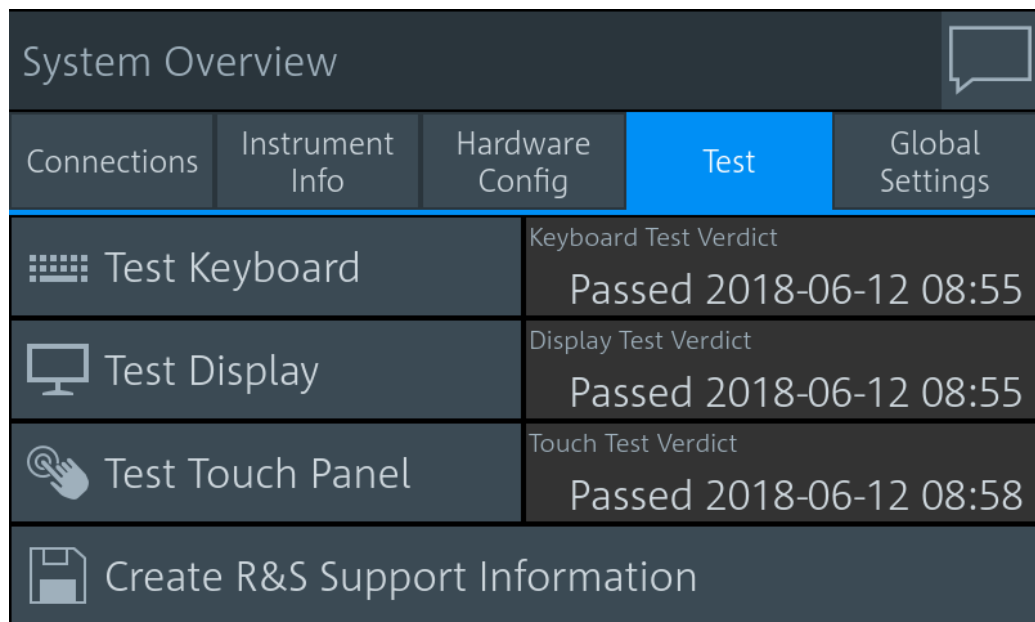 System Overview
Connections
Instrument
Info
Hardware
Config
Test
Global
Settings
Test Keyboard
Keyboard Test Verdict
Passed 2018-06-12 08:55
Test Display
Display Test Verdict
Passed 2018-06-12 08:55
Test Touch Panel
Touch Test Verdict
Passed 2018-06-12 08:58
Create R&S Support Information